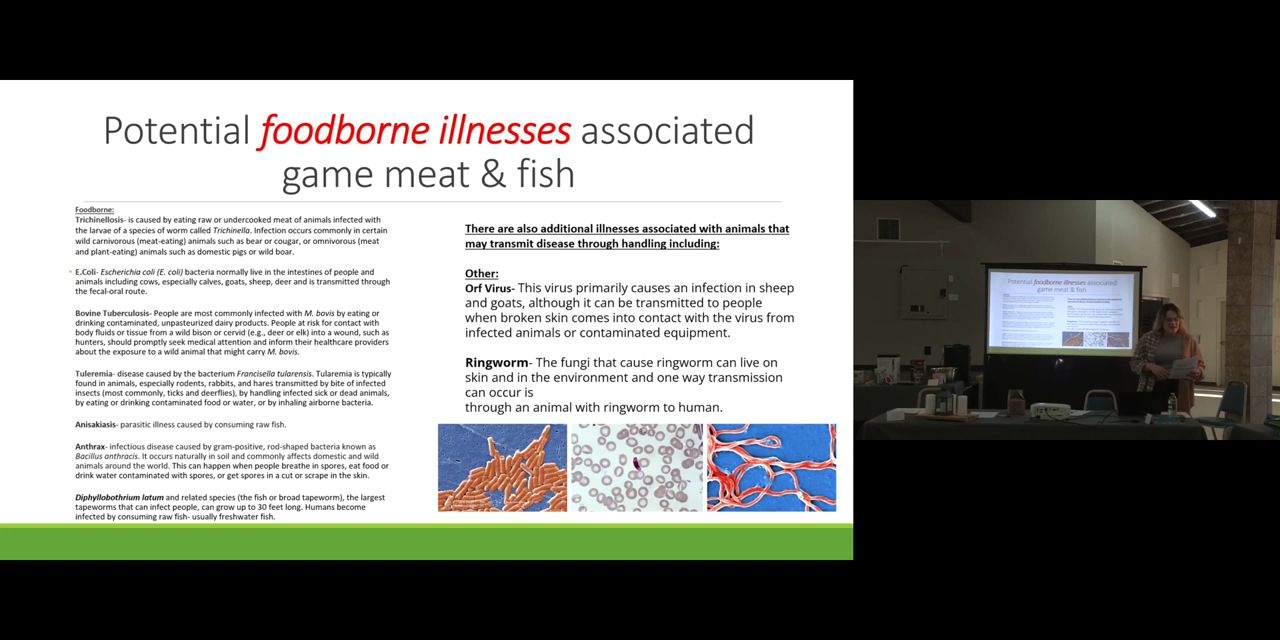 Potential foodborne illnesses associated
game meat & fish
Foodborne:
Trichinellosis- is caused by eating raw or undercooked meat of animals infected with
the larvae of a species of worm called Trichinella. Infection occurs commonly in certain
wild carnivorous (meat-eating) animals such as bear or cougar, or omnivorous (meat
and plant-eating) animals such as domestic pigs or wild boar.
E.Coli- Escherichia coli (E. coli) bacteria normally live in the intestines of people and
animals including cows, especially calves, goats, sheep, deer and is transmitted through
the fecal-oral route.
Bovine Tuberculosis- People are most commonly infected with M. bovis by eating or
drinking contaminated, unpasteurized dairy products. People at risk for contact with
body fluids or tissue from a wild bison or cervid (e.g., deer or elk) into a wound, such as
hunters, should promptly seek medical attention and inform their healthcare providers
about the exposure to a wild animal that might carry M. bovis.
Tuleremia- disease caused by the bacterium Francisella tularensis. Tularemia is typically
found in animals, especially rodents, rabbits, and hares transmitted by bite of infected
insects (most commonly, ticks and deerflies), by handling infected sick or dead animals,
by eating or drinking contaminated food or water, or by inhaling airborne bacteria.
Anisakiasis- parasitic illness caused by consuming raw fish.
Anthrax- infectious disease caused by gram-positive, rod-shaped bacteria known as
Bacillus anthracis. It occurs naturally in soil and commonly affects domestic and wild
animals around the world. This can happen when people breathe in spores, eat food or
drink water contaminated with spores, or get spores in a cut or scrape in the skin.
Diphyllobothrium latum and related species (the fish or broad tapeworm), the largest
tapeworms that can infect people, can grow up to 30 feet long. Humans become
infected by consuming raw fish- usually freshwater fish.
There are also additional illnesses associated with animals that
may transmit disease through handling including:
Other:
Orf Virus- This virus primarily causes an infection in sheep
and goats, although it can be transmitted to people
when broken skin comes into contact with the virus from
infected animals or contaminated equipment.
Ringworm- The fungi that cause ringworm can live on
skin and in the environment and one way transmission
can occur is
through an animal with ringworm to human.
Potential foodborne illnesses associated
game meat & fish